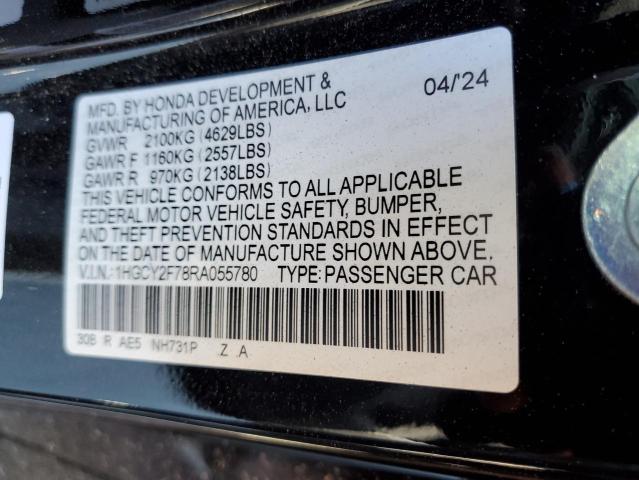 MFD. BY HONDA DEVELOPMENT & 04/'24
MANUFACTURING OF AMERICA, LLC
GVWR 2100KG (4629LBS)
GAWR F 1160KG (2557LBS)
GAWR R 970KG (2138LBS)
THIS VEHICLE CONFORMS TO ALL APPLICABLE
FEDERAL MOTOR VEHICLE SAFETY, BUMPER,
AND THEFT PREVENTION STANDARDS IN EFFECT
ON THE DATE OF MANUFACTURE SHOWN ABOVE.
V.I.N.:1HGCY2F78RA055780 TYPE:PASSENGER CAR
30B R AE5 NH731P Z A